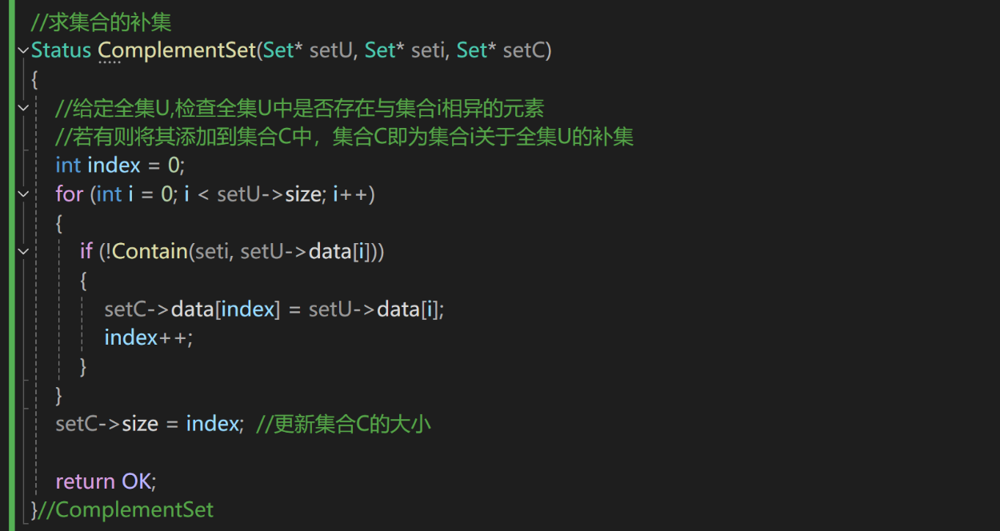 //求集合的补集
Status ComplementSet(Set* setU, Set* seti, Set* setC)
{
//给定全集U,检查全集U中是否存在与集合i相异的元素
//若有则将其添加到集合C中，集合C即为集合i关于全集U的补集
int index = 0;
for (int i = 0; i < setU->size; i++)
{
if (!Contain(seti, setU->data[i]))
{
setC->data[index] = setU->data[i];
index++;
}
}
setC->size = index; //更新集合C的大小
return OK;
}//ComplementSet